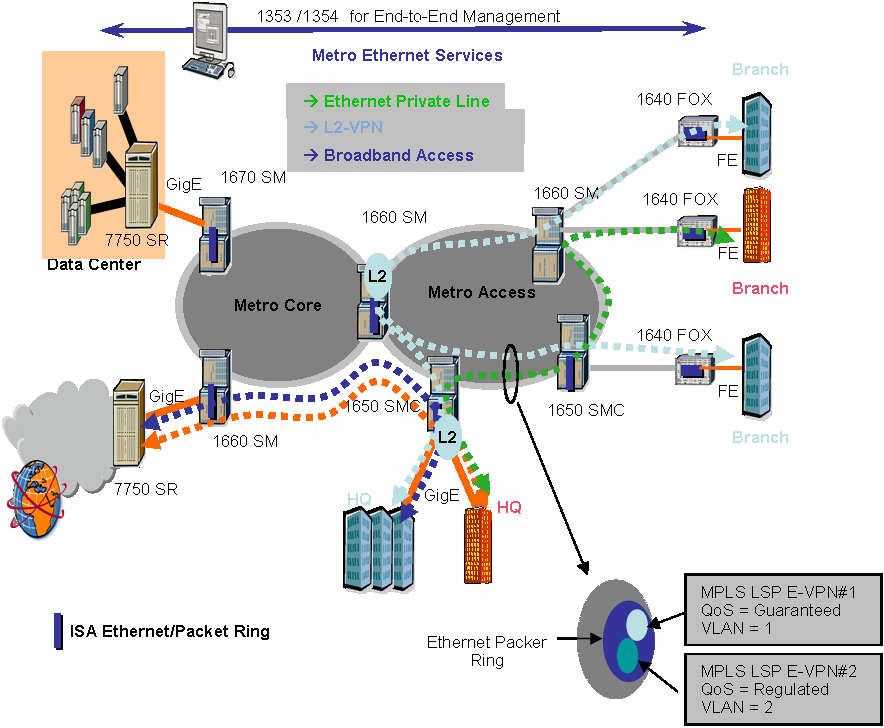 1353 /1354 for End-to-End Management
Metro Ethernet Services
→ Ethernet Private Line
→ L2-VPN
→ Broadband Access
Branch
1640 FOX
FE
1670 SM
GigE
7750 SR
Data Center
1660 SM
1660 SM
1640 FOX
FE
Branch
L2
Metro Core
Metro Access
1640 FOX
FE
Branch
GigE
1660 SM
7750 SR
1650 SMC
1650 SMC
L2
HQ
GigE
HQ
ISA Ethernet/Packet Ring
Ethernet Packer
Ring
MPLS LSP E-VPN#1
QoS = Guaranteed
VLAN = 1
MPLS LSP E-VPN#2
QoS = Regulated
VLAN = 2